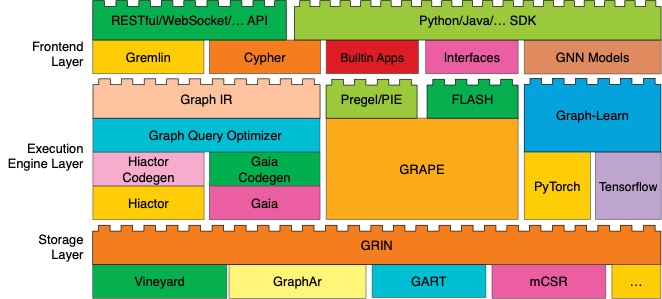 RESTful/WebSocket/... API
Python/Java/... SDK
Frontend
Layer
Gremlin
Cypher
Builtin Apps
Interfaces
GNN Models
Graph IR
Pregel/PIE
FLASH
Graph-Learn
Graph Query Optimizer
Execution
Engine Layer
Hiactor
Codegen
Gaia
Codegen
GRAPE
PyTorch
Tensorflow
Hiactor
Gaia
Storage
Layer
GRIN
Vineyard
GraphAr
GART
mCSR
...